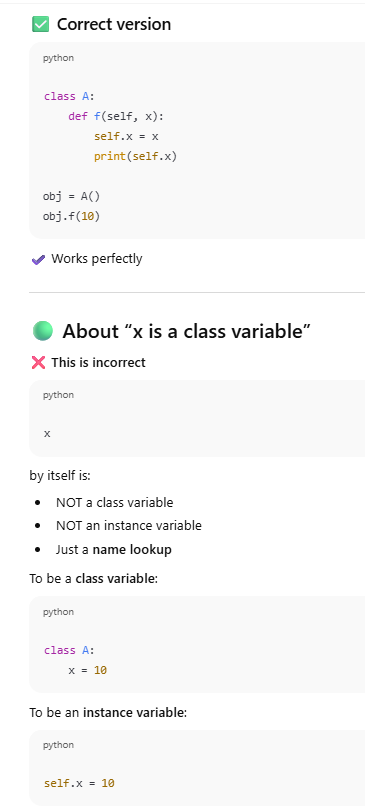 ✅ Correct version
python
class A:
    def f(self, x):
        self.x = x
        print(self.x)
obj = A()
obj.f(10)
✔ Works perfectly
🟢 About “x is a class variable”
❌ This is incorrect
python
x
by itself is:
• NOT a class variable
• NOT an instance variable
• Just a name lookup
To be a class variable:
python
class A:
    x = 10
To be an instance variable:
python
self.x = 10